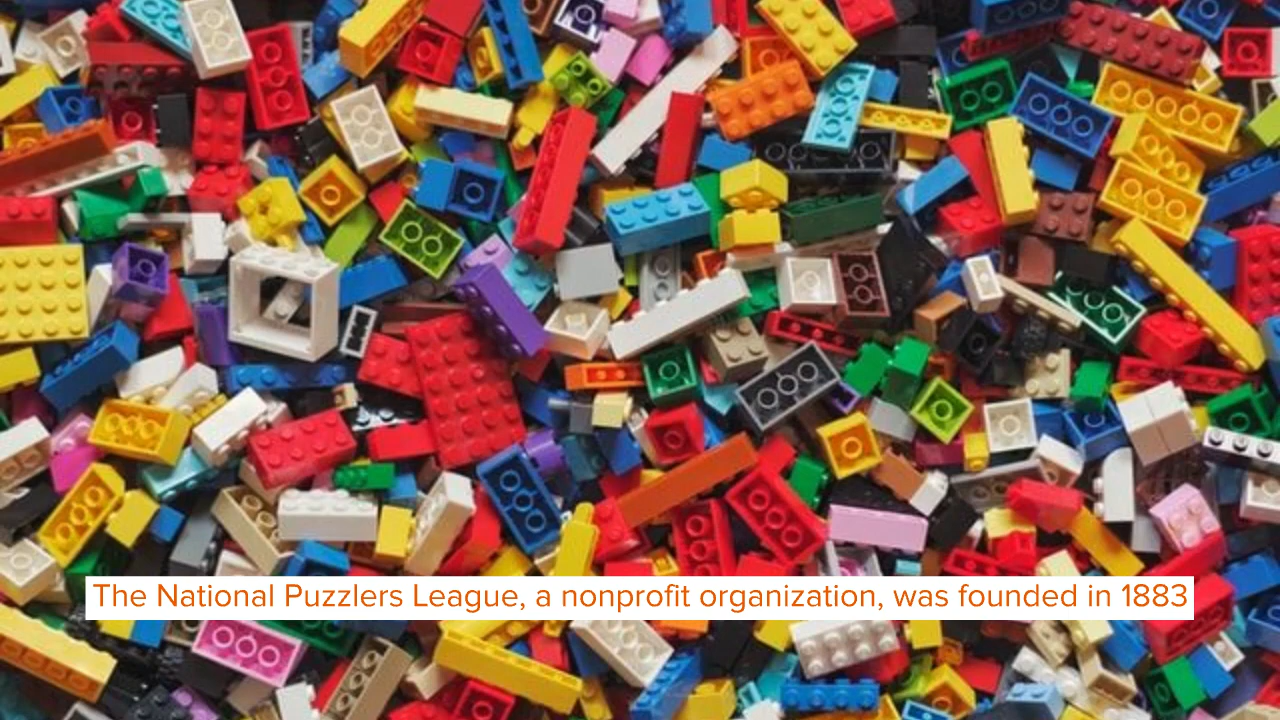 The National Puzzlers League, a nonprofit organization, was founded in 1883